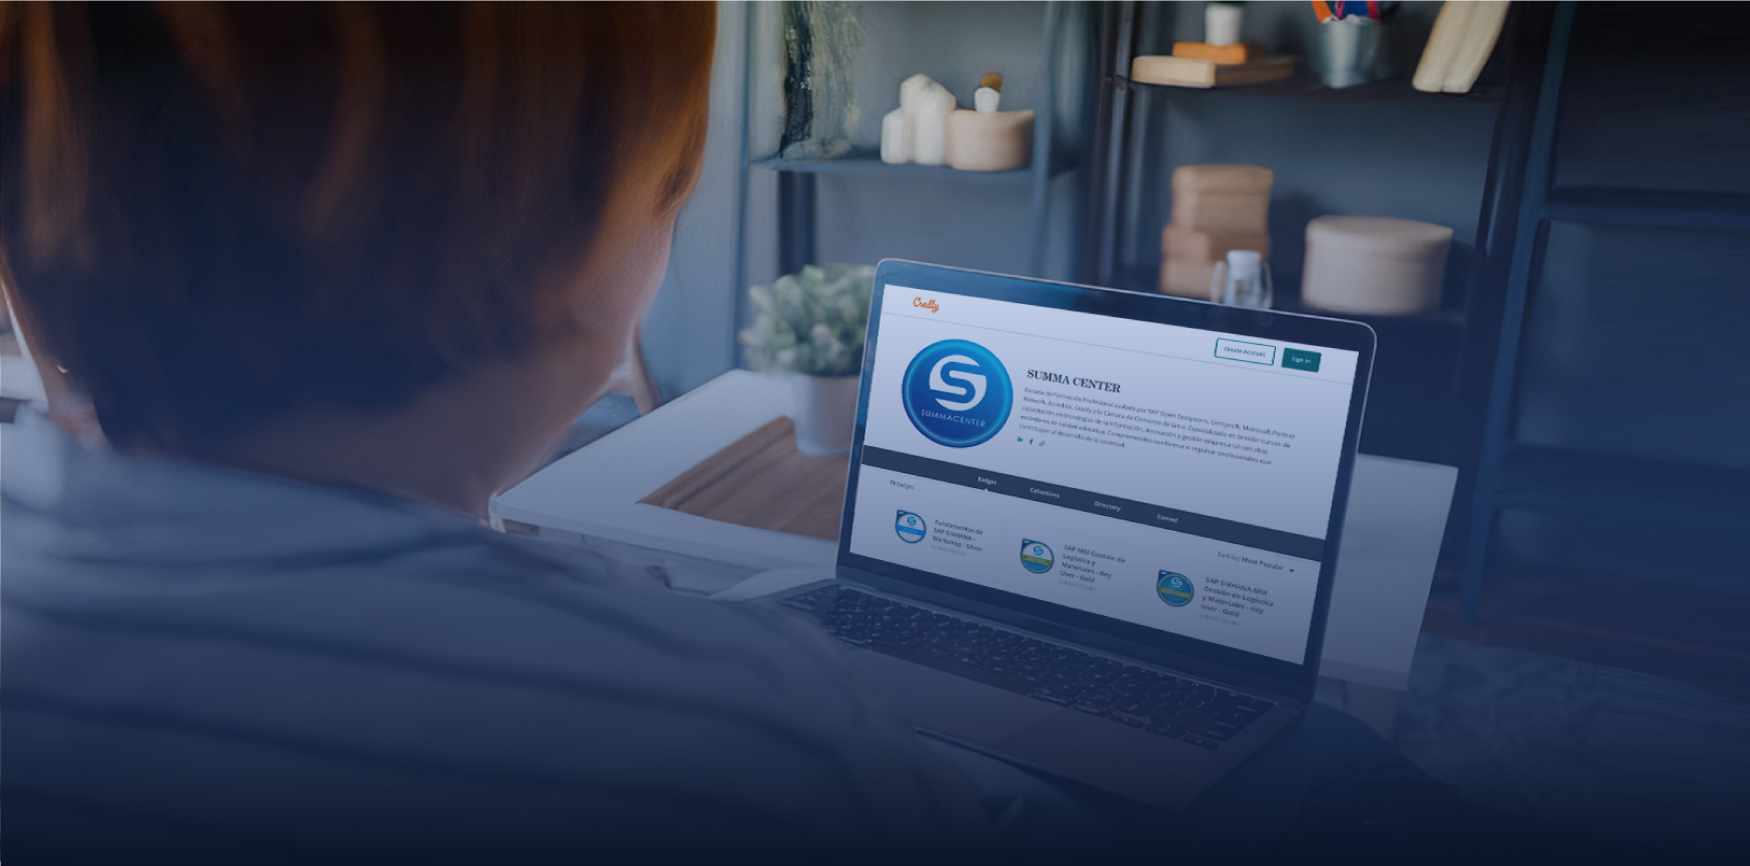 Credly
Create Account
Sign In
SUMMA CENTER
Escuela de Formación Profesional avalada por SAP Open Ecosystem, Certiprof, Microsoft Partner
Network, Acredita, Credly y la Cámara de Comercio de Lima. Especializada en brindar cursos de
capacitación en tecnologías de la información, innovación y gestión empresarial con altos
estándares de calidad educativa. Comprometidos con formar e impulsar profesionales que
contribuyan al desarrollo de la sociedad.
SUMMACENTER
Badges
Collections
Directory
Earned
badges
Sort by: Most Popular
Fundamentos de
SAP S/4HANA -
Workshop - Silver
SAP MM Gestión de
Logística y
Materiales - Key
User - Gold
SAP S/4HANA MM
Gestión de Logística
y Materiales - Key
User - Gold